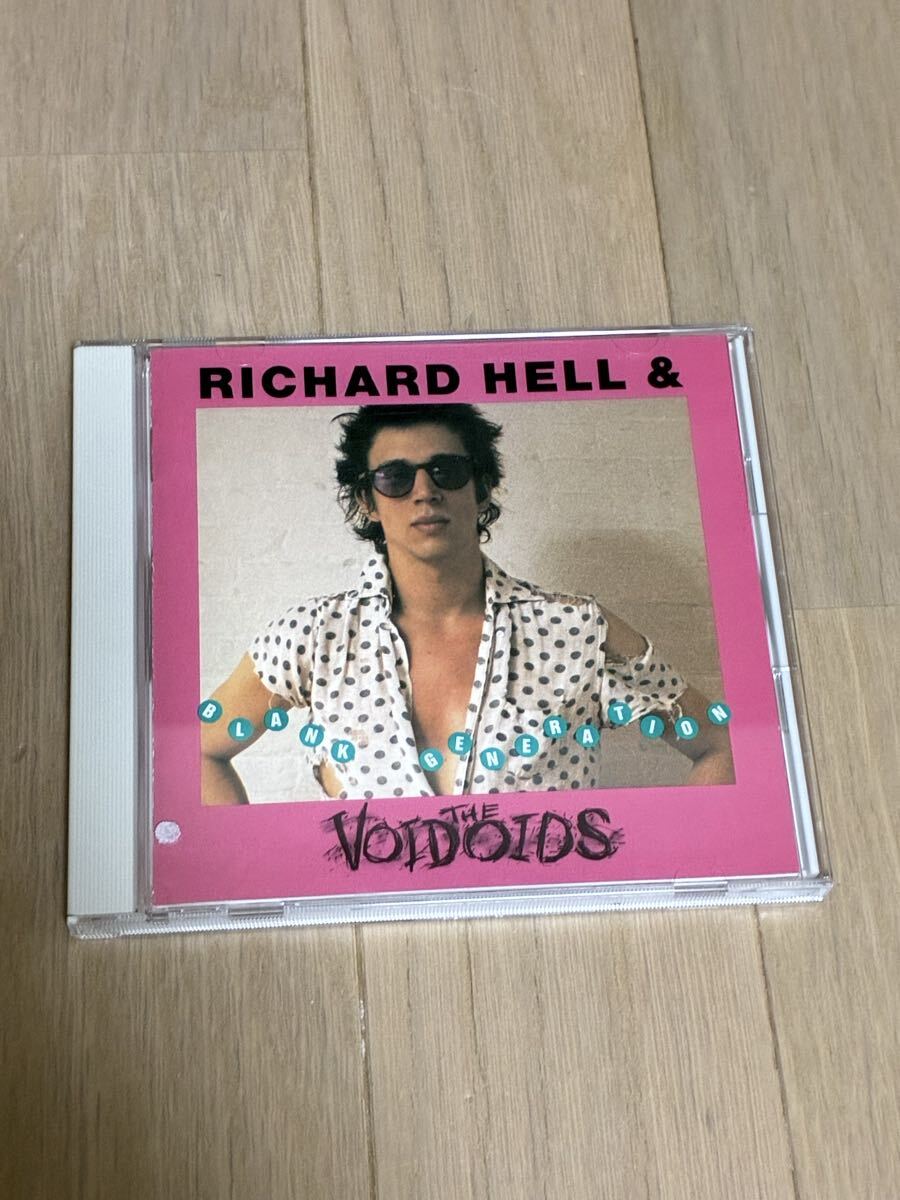 RICHARD HELL &
BLANK GENERATION
THE
VOIDOIDS